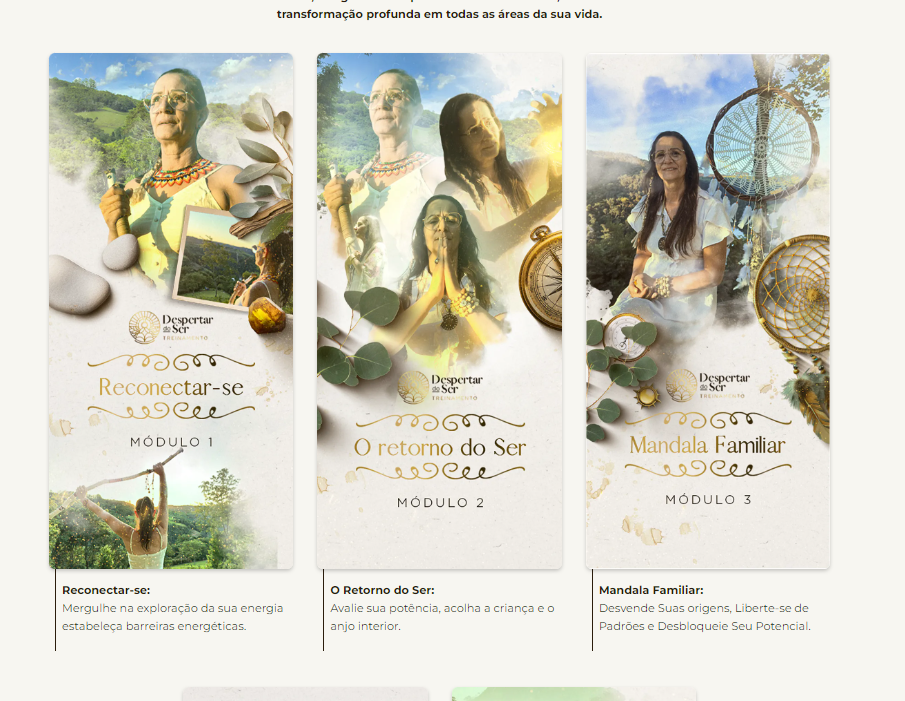 transformação profunda em todas as áreas da sua vida.
Despertar
do Ser
TREINAMENTO
Reconectar-se
MÓDULO 1
Despertar
do Ser
TREINAMENTO
O retorno do Ser
MÓDULO 2
Despertar
do Ser
TREINAMENTO
Mandala Familiar
MÓDULO 3
Reconectar-se:
Mergulhe na exploração da sua energia
estabeleça barreiras energéticas.
O Retorno do Ser:
Avalie sua potência, acolha a criança e o
anjo interior.
Mandala Familiar:
Desvende Suas origens, Liberte-se de
Padrões e Desbloqueie Seu Potencial.